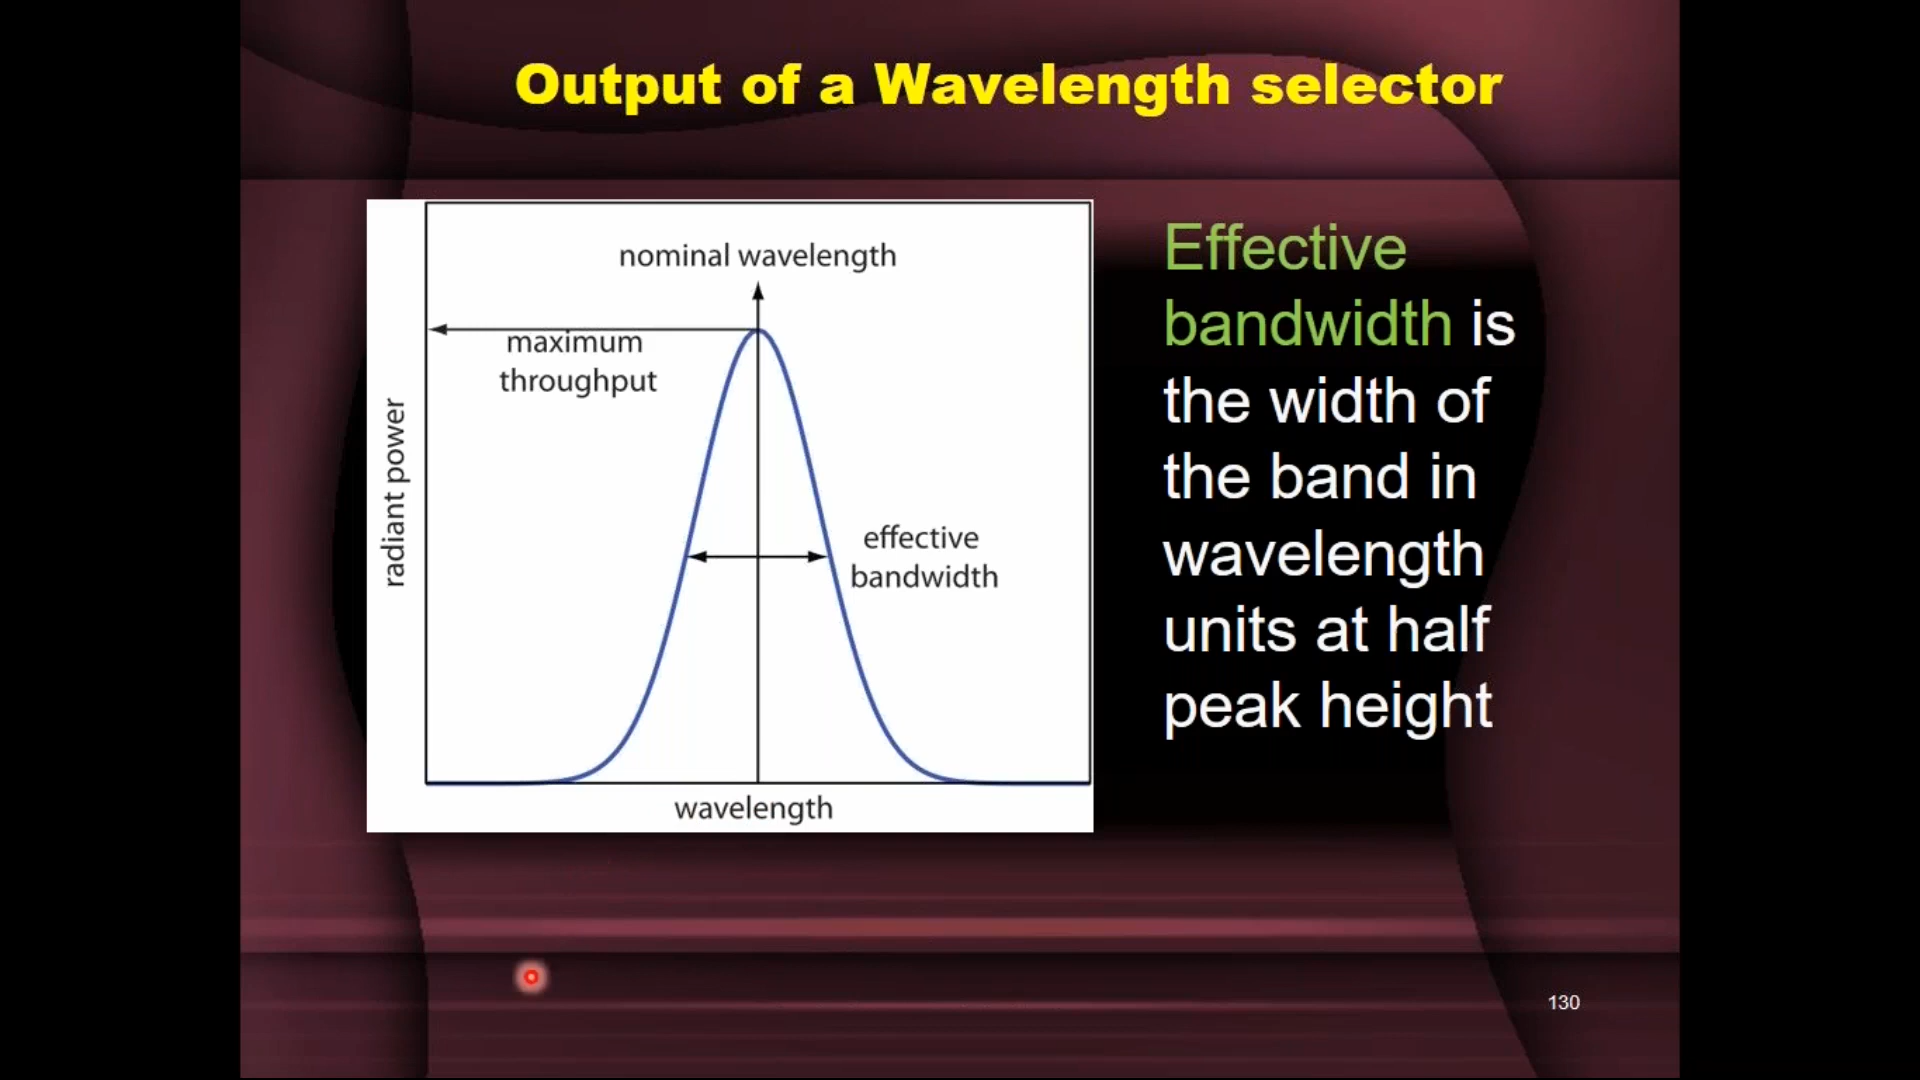 Output of a Wavelength selector
nominal wavelength
maximum
throughput
radiant power
effective
bandwidth
wavelength
Effective
bandwidth is
the width of
the band in
wavelength
units at half
peak height
130